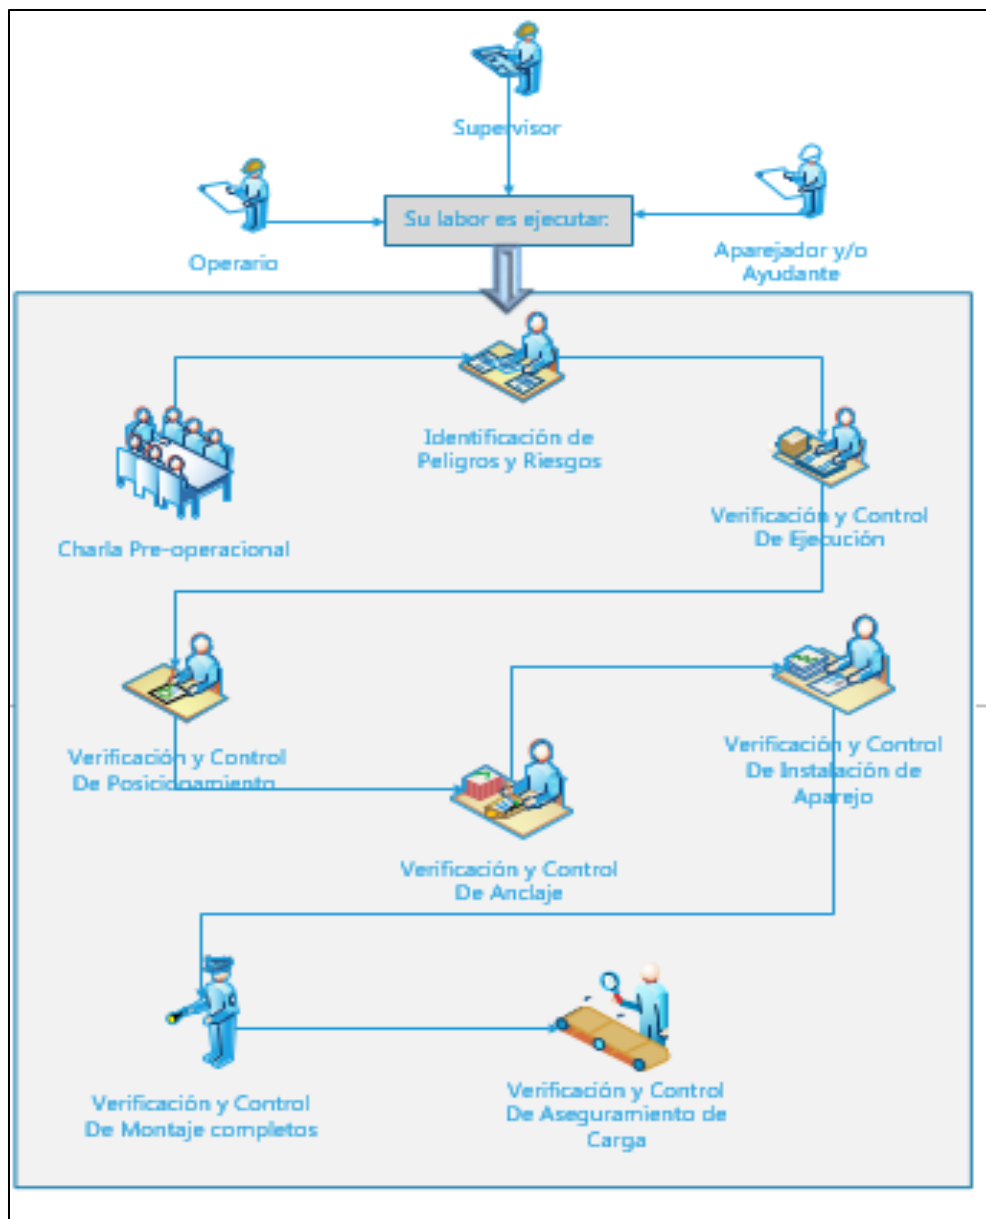 Supervisor
Operario
Su labor es ejecutar:
Aparejador y/o
Ayudante
Identificación de
Peligros y Riesgos
Charla Pre-operacional
Verificación y Control
De Ejecución
Verificación y Control
De Posicionamiento
Verificación y Control
De Instalación de
Aparejo
Verificación y Control
De Anclaje
Verificación y Control
De Montaje completos
Verificación y Control
De Aseguramiento de
Carga